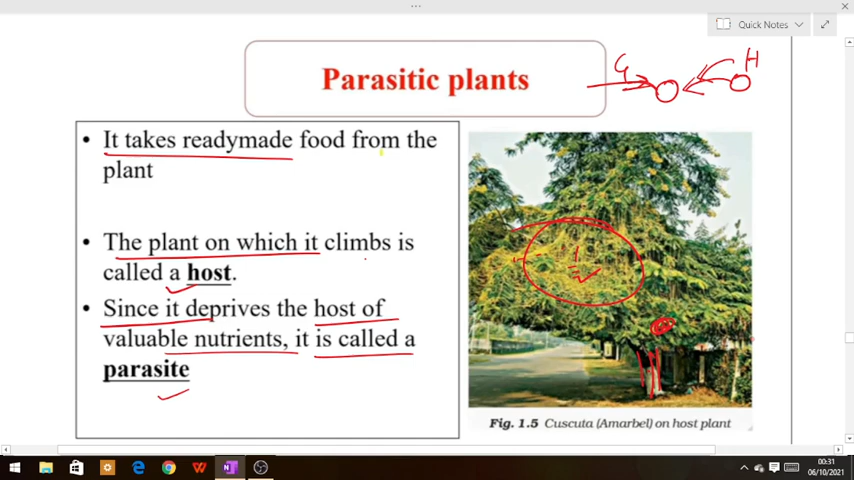 Quick Notes
G
H
Parasitic plants
• It takes readymade food from the
plant
• The plant on which it climbs is
called a host.
• Since it deprives the host of
valuable nutrients, it is called a
parasite
Fig. 1.5 Cuscuta (Amarbel) on host plant
00:31
06/10/2021